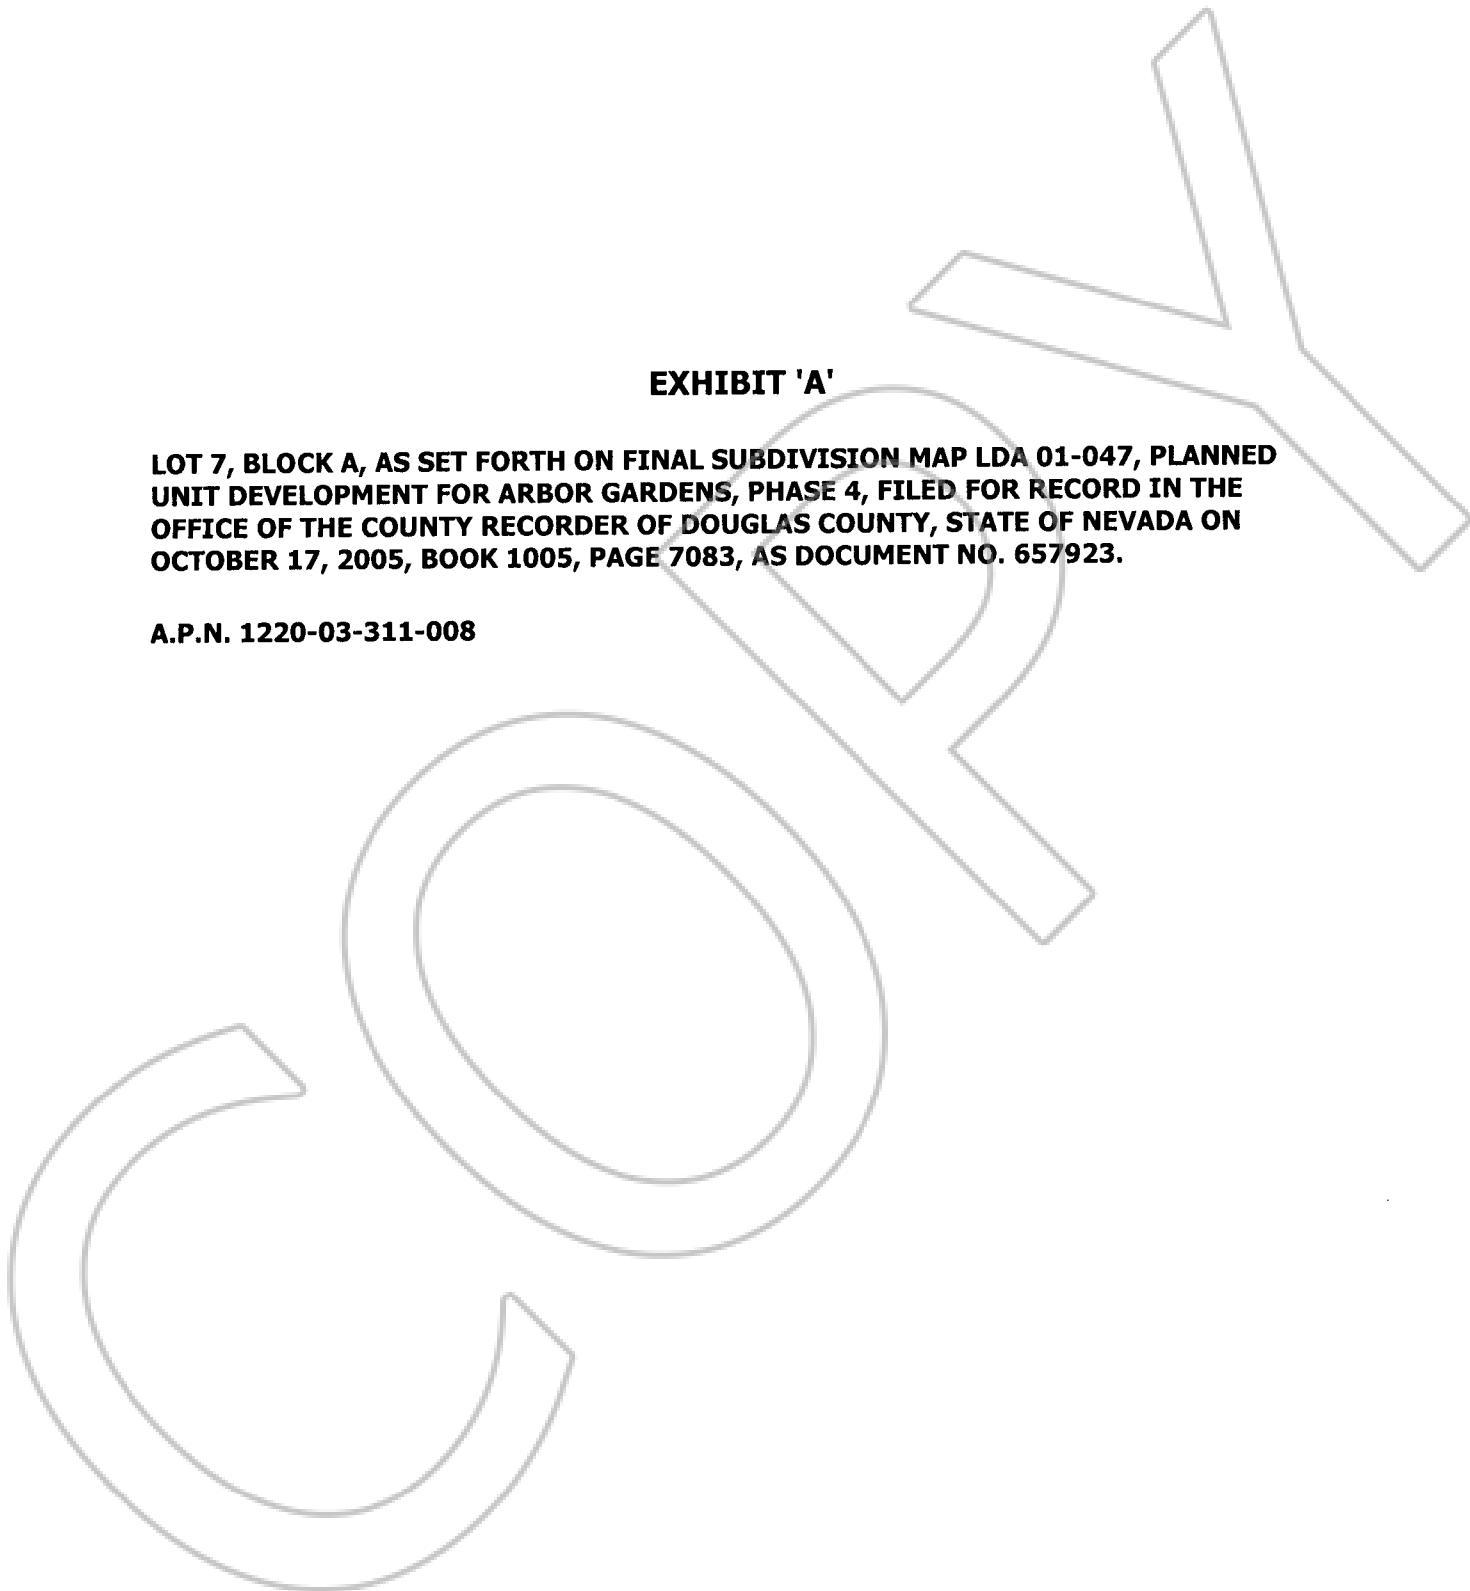 EXHIBIT 'A'
LOT 7, BLOCK A, AS SET FORTH ON FINAL SUBDIVISION MAP LDA 01-047, PLANNED
UNIT DEVELOPMENT FOR ARBOR GARDENS, PHASE 4, FILED FOR RECORD IN THE
OFFICE OF THE COUNTY RECORDER OF DOUGLAS COUNTY, STATE OF NEVADA ON
OCTOBER 17, 2005, BOOK 1005, PAGE 7083, AS DOCUMENT NO. 657923.
A.P.N. 1220-03-311-008
COPY